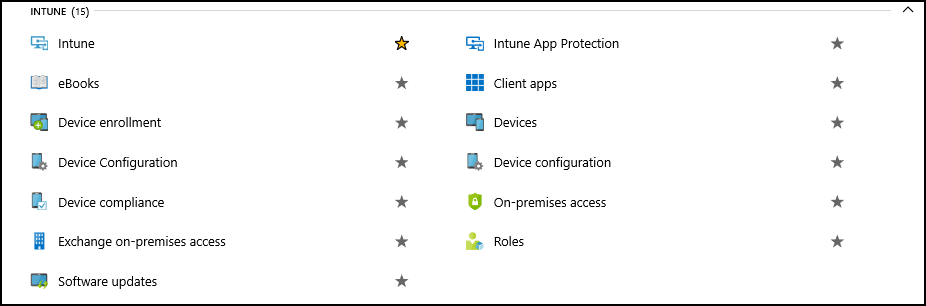 INTUNE (15)
Intune
Intune App Protection
eBooks
Client apps
Device enrollment
Devices
Device Configuration
Device configuration
Device compliance
On-premises access
Exchange on-premises access
Roles
Software updates